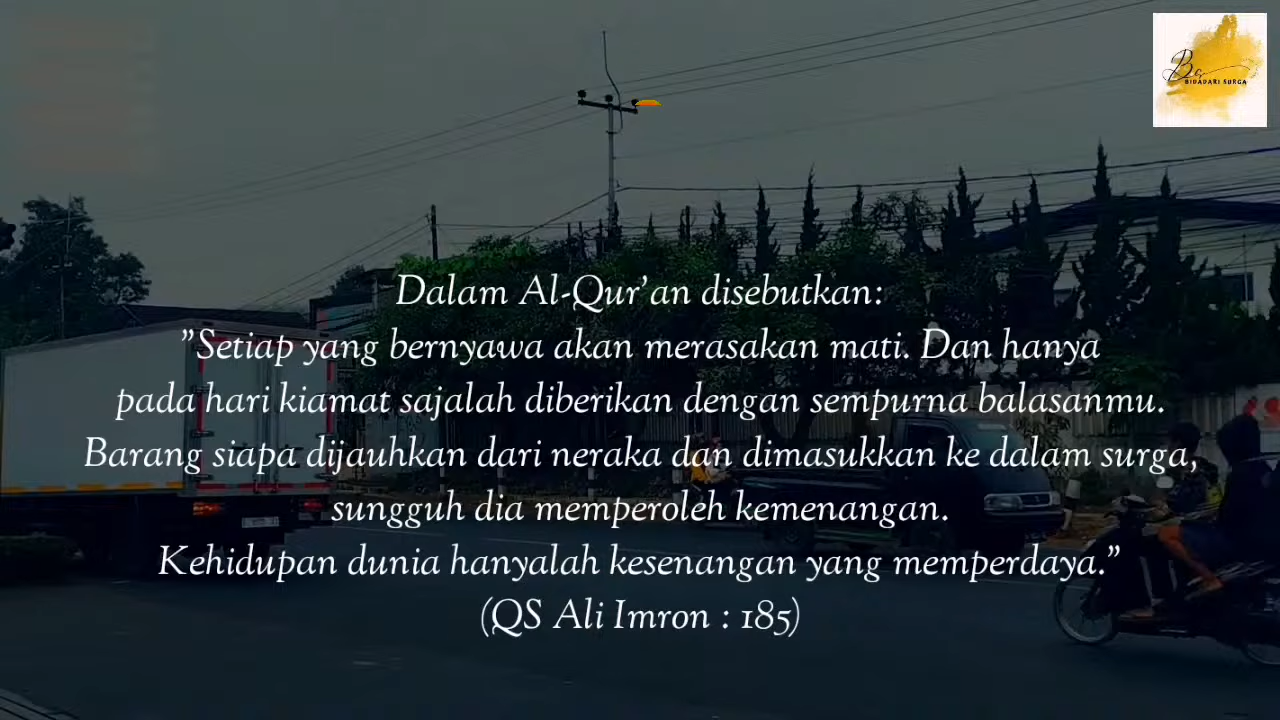 Bs
BIDADARI SURGA
Dalam Al-Qur'an disebutkan:
"Setiap yang bernyawa akan merasakan mati. Dan hanya
pada hari kiamat sajalah diberikan dengan sempurna balasanmu.
Barang siapa dijauhkan dari neraka dan dimasukkan ke dalam surga,
sungguh dia memperoleh kemenangan.
Kehidupan dunia hanyalah kesenangan yang memperdaya."
(QS Ali Imron : 185)